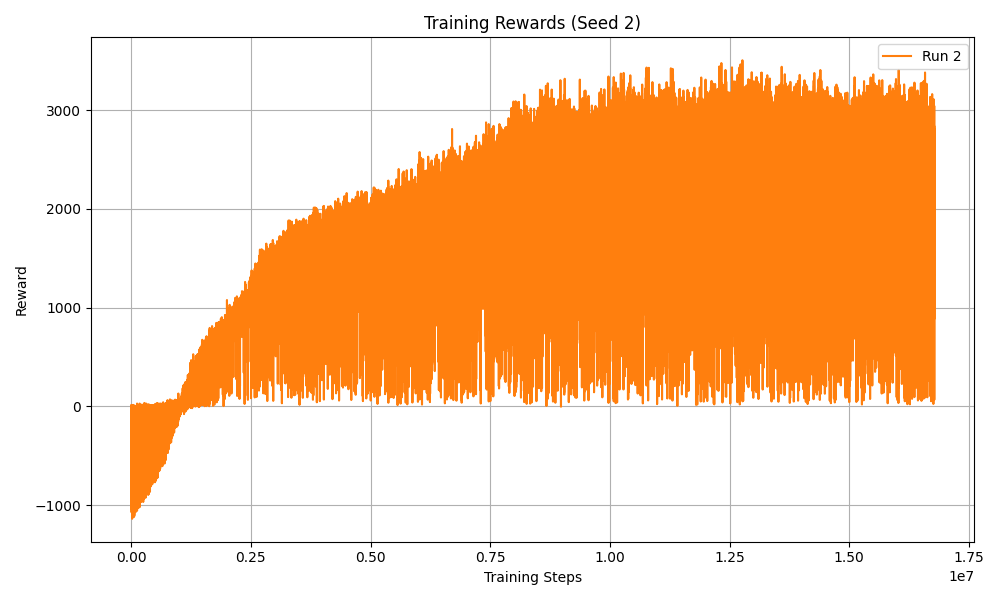 Training Rewards (Seed 2)
Run 2
Reward
3000
2000
1000
0
−1000
0.00 0.25 0.50 0.75 1.00 1.25 1.50 1.75
1e7
Training Steps